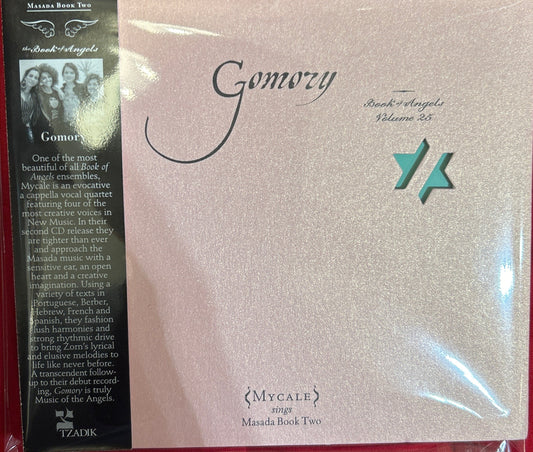 Masada Book Two
the Book of Angels
Gomory
One of the most
beautiful of all Book of
Angels ensembles,
Mycale is an evocative
a cappella vocal quartet
featuring four of the
most creative voices in
New Music. In their
second CD release they
are tighter than ever
and approach the
Masada music with a
sensitive ear, an open
heart and a creative
imagination. Using a
variety of texts in
Portuguese, Berber,
Hebrew, French and
Spanish, they fashion
lush harmonies and
strong rhythmic drive
to bring Zorn's lyrical
and elusive melodies to
life like never before.
A transcendent follow-
up to their debut record-
ing, Gomory is truly
Music of the Angels.
TZADIK
Gomory
Book of Angels
Volume 25
{MYCALE}
sings
Masada Book Two